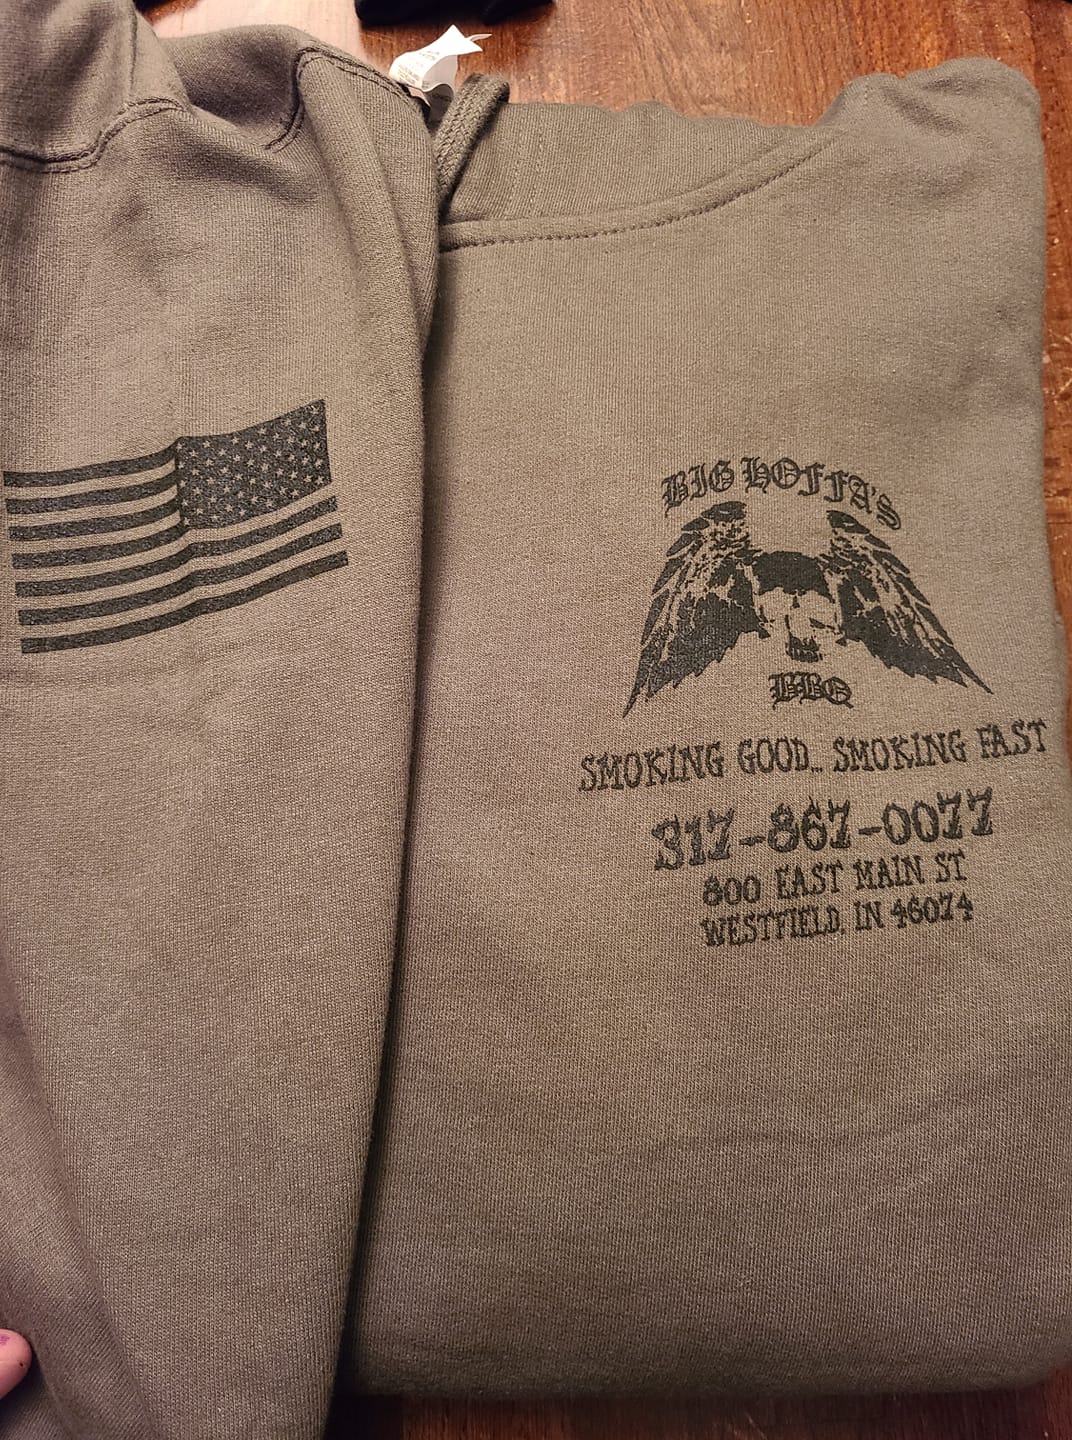 BIG HOFFA'S
BBQ
SMOKING GOOD... SMOKING FAST
317-867-0077
800 EAST MAIN ST
WESTFIELD, IN 46074